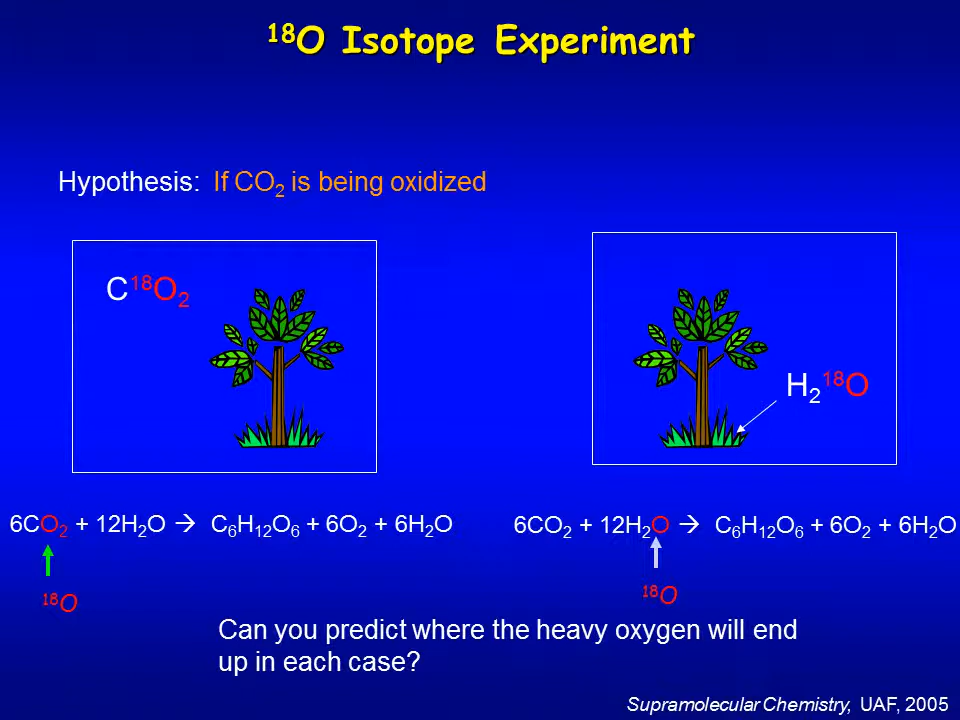 ¹⁸O Isotope Experiment
Hypothesis: If CO₂ is being oxidized
C¹⁸O₂
H₂¹⁸O
6CO₂ + 12H₂O → C₆H₁₂O₆ + 6O₂ + 6H₂O
6CO₂ + 12H₂O → C₆H₁₂O₆ + 6O₂ + 6H₂O
¹⁸O
¹⁸O
Can you predict where the heavy oxygen will end
up in each case?
Supramolecular Chemistry, UAF, 2005